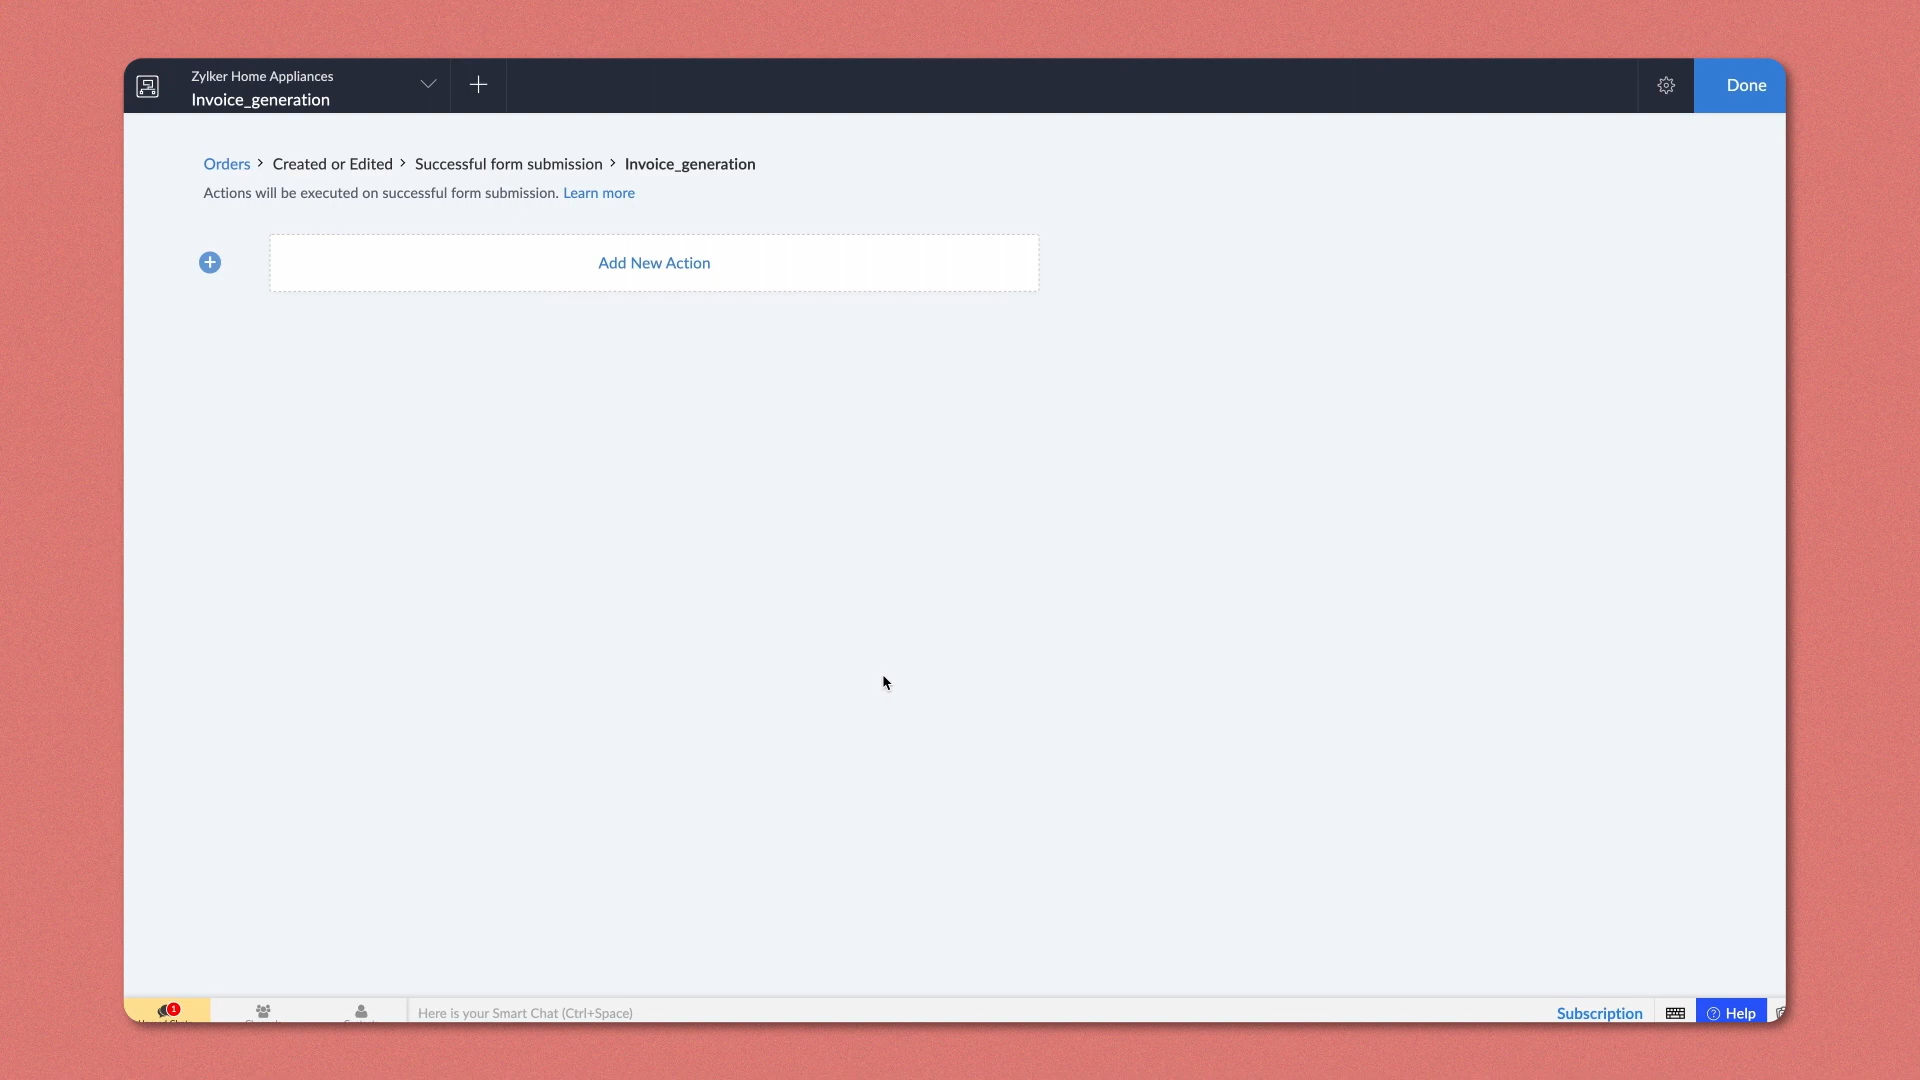 Zylker Home Appliances
Invoice_generation
Done
Orders > Created or Edited > Successful form submission > Invoice_generation
Actions will be executed on successful form submission. Learn more
Add New Action
1
Here is your Smart Chat (Ctrl+Space)
Subscription
Help